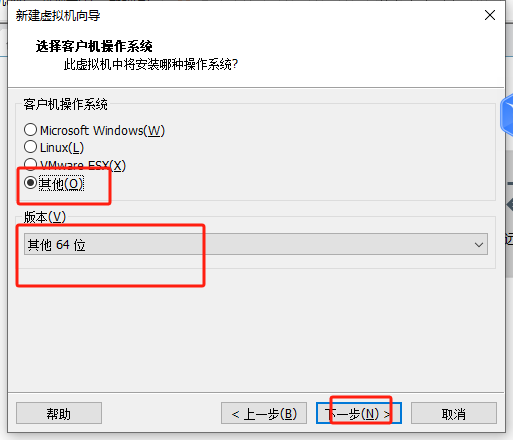 新建虚拟机向导
选择客户机操作系统
此虚拟机中将安装哪种操作系统?
客户机操作系统
Microsoft Windows(W)
Linux(L)
VMware ESX(X)
其他(O)
版本(V)
其他 64 位
帮助
< 上一步(B)
下一步(N) >
取消